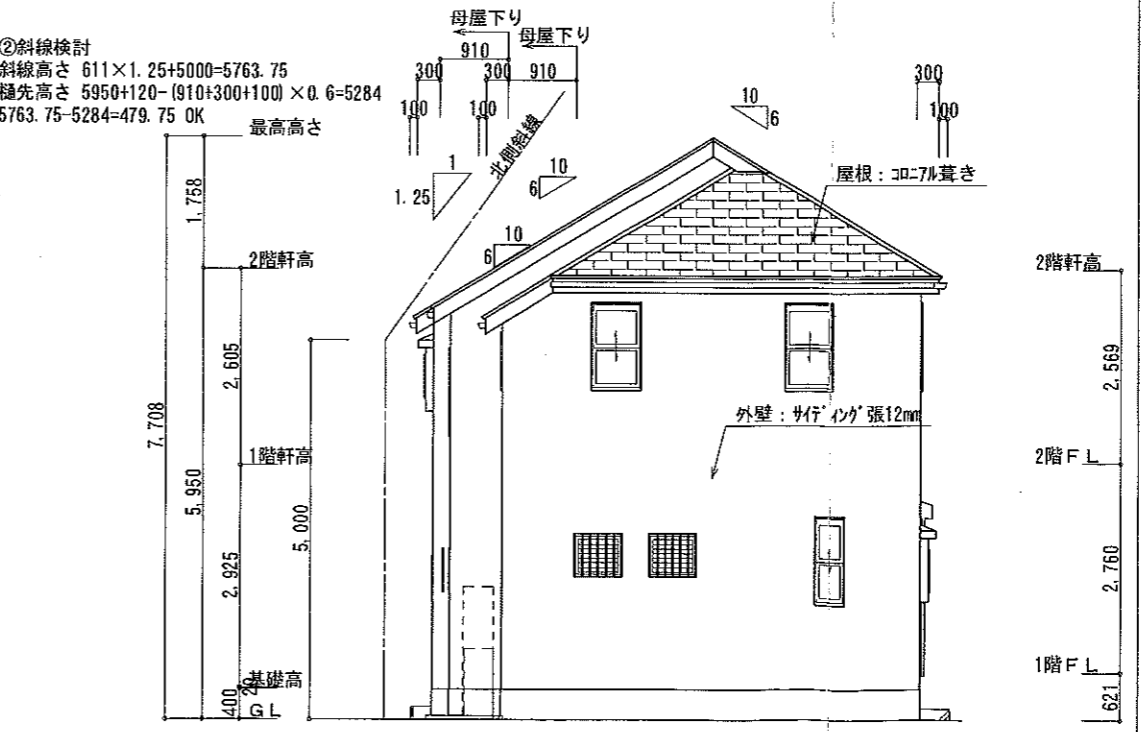 ②斜線検討
斜線高さ 611×1.25+5000=5763.75
樋先高さ 5950+120-(910+300+100)×0.6=5284
5763.75-5284=479.75 OK
母屋下り
母屋下り
910
300
300
910
300
100
100
100
最高高さ
北側斜線
1
1.25
10
6
10
6
10
6
屋根：コロニアル葺き
1,758
2階軒高
2階軒高
2,605
2,569
7,708
外壁：サイディング張12mm
1階軒高
2階ＦＬ
5,950
5,000
2,925
2,760
1階ＦＬ
基礎高
20
400
ＧＬ
621